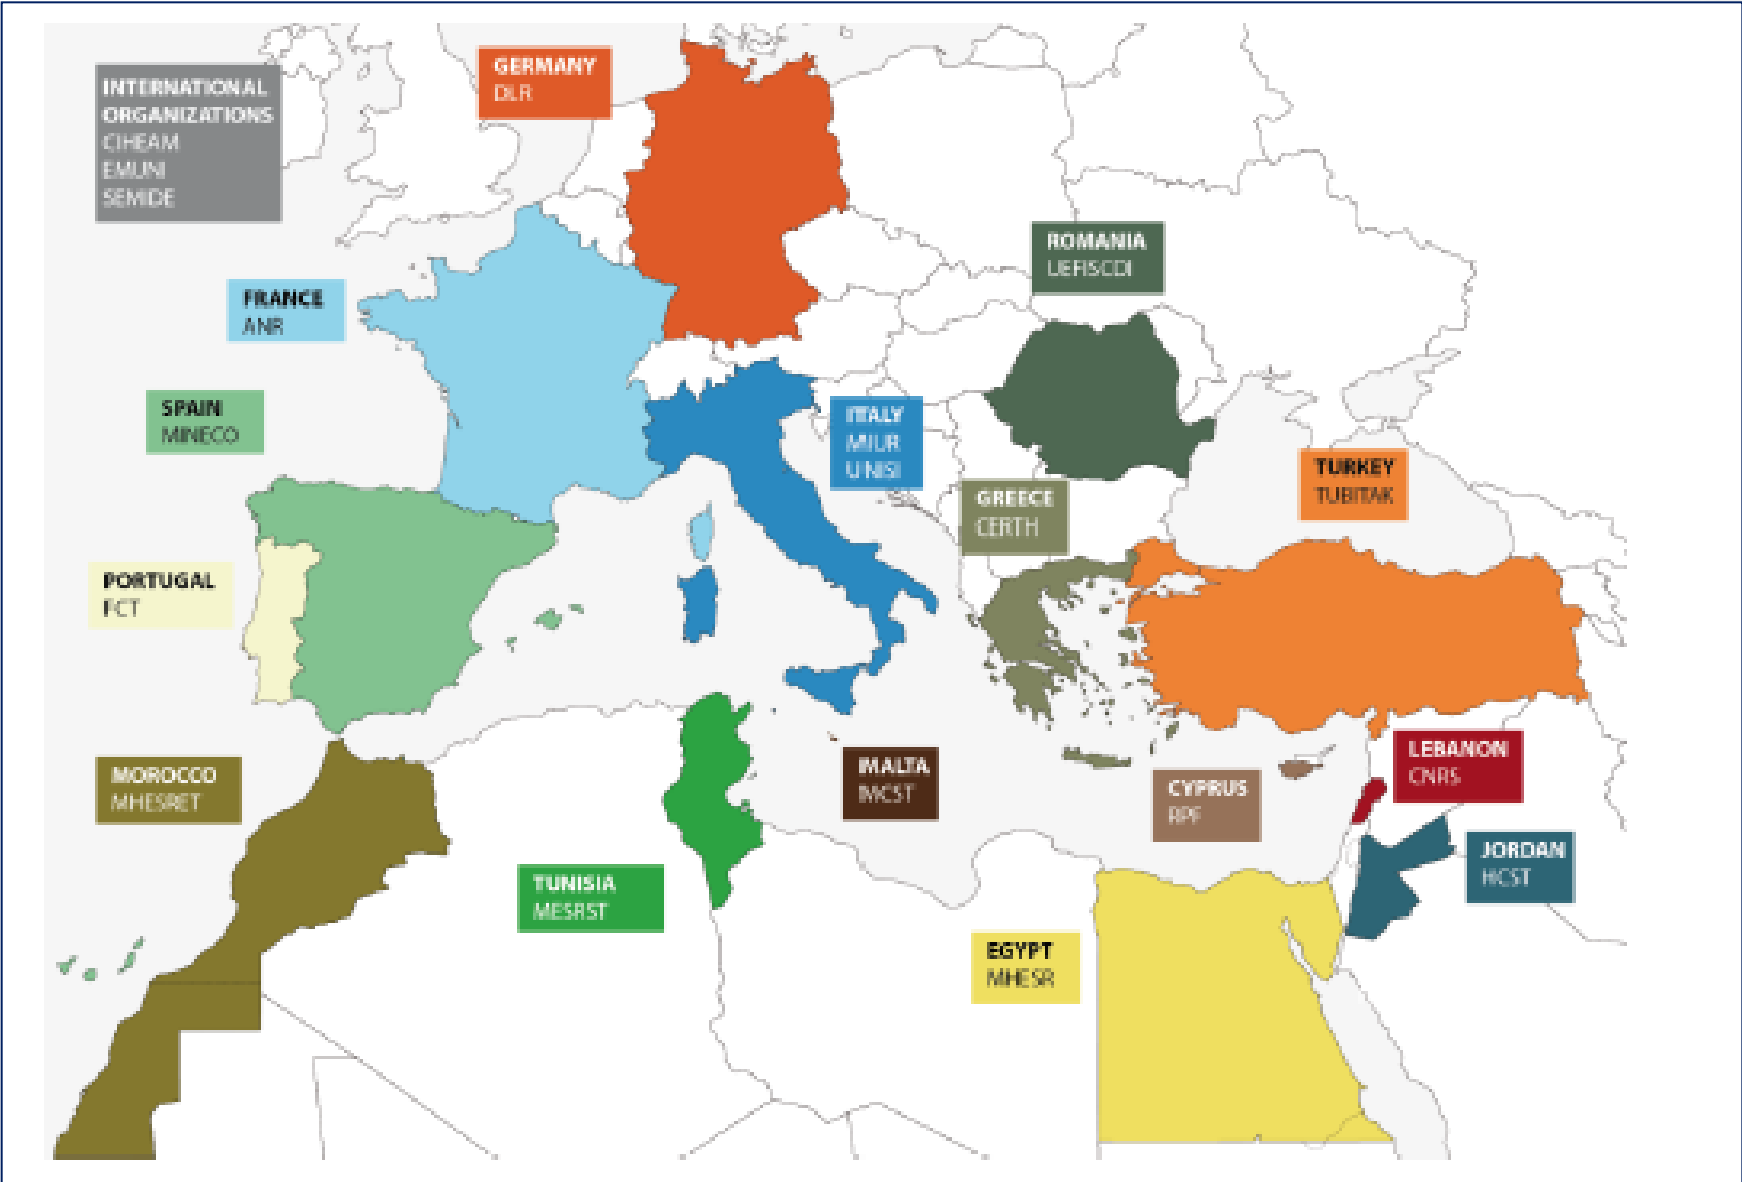 INTERNATIONAL
ORGANIZATIONS
CIHEAM
EMUNI
SEMIDE
GERMANY
DLR
ROMANIA
UEFISCDI
FRANCE
ANR
SPAIN
MINECO
ITALY
MIUR
UNISI
TURKEY
TUBITAK
GREECE
CERTH
PORTUGAL
FCT
MOROCCO
MHESRET
MALTA
MCST
CYPRUS
RPF
LEBANON
CNRS
JORDAN
HCST
TUNISIA
MESRST
EGYPT
MHESR